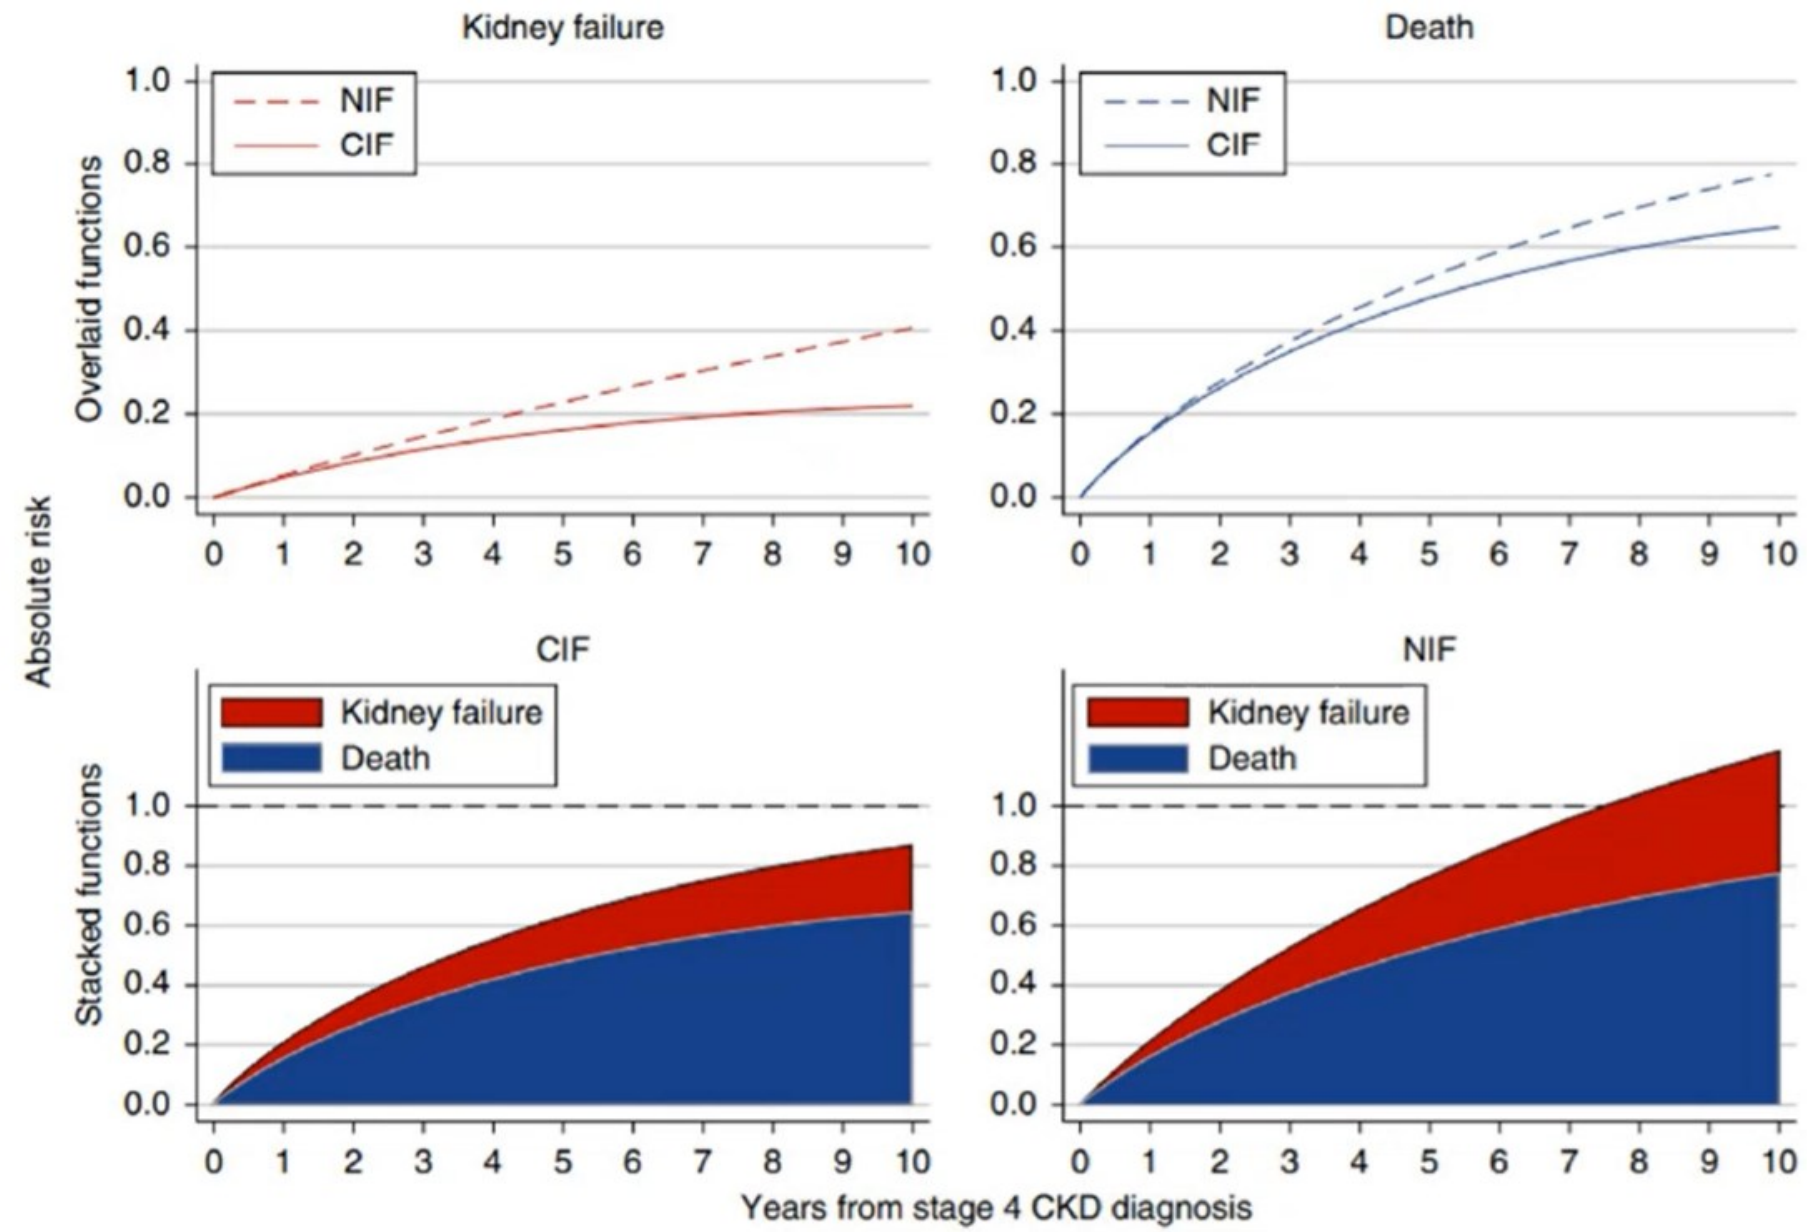 Kidney failure
1.0
0.8
0.6
0.4
0.2
0.0
NIF
CIF
0 1 2 3 4 5 6 7 8 9 10
Death
1.0
0.8
0.6
0.4
0.2
0.0
NIF
CIF
0 1 2 3 4 5 6 7 8 9 10
Overlaid functions
Absolute risk
CIF
Kidney failure
Death
1.0
0.8
0.6
0.4
0.2
0.0
0 1 2 3 4 5 6 7 8 9 10
NIF
Kidney failure
Death
1.0
0.8
0.6
0.4
0.2
0.0
0 1 2 3 4 5 6 7 8 9 10
Stacked functions
Years from stage 4 CKD diagnosis